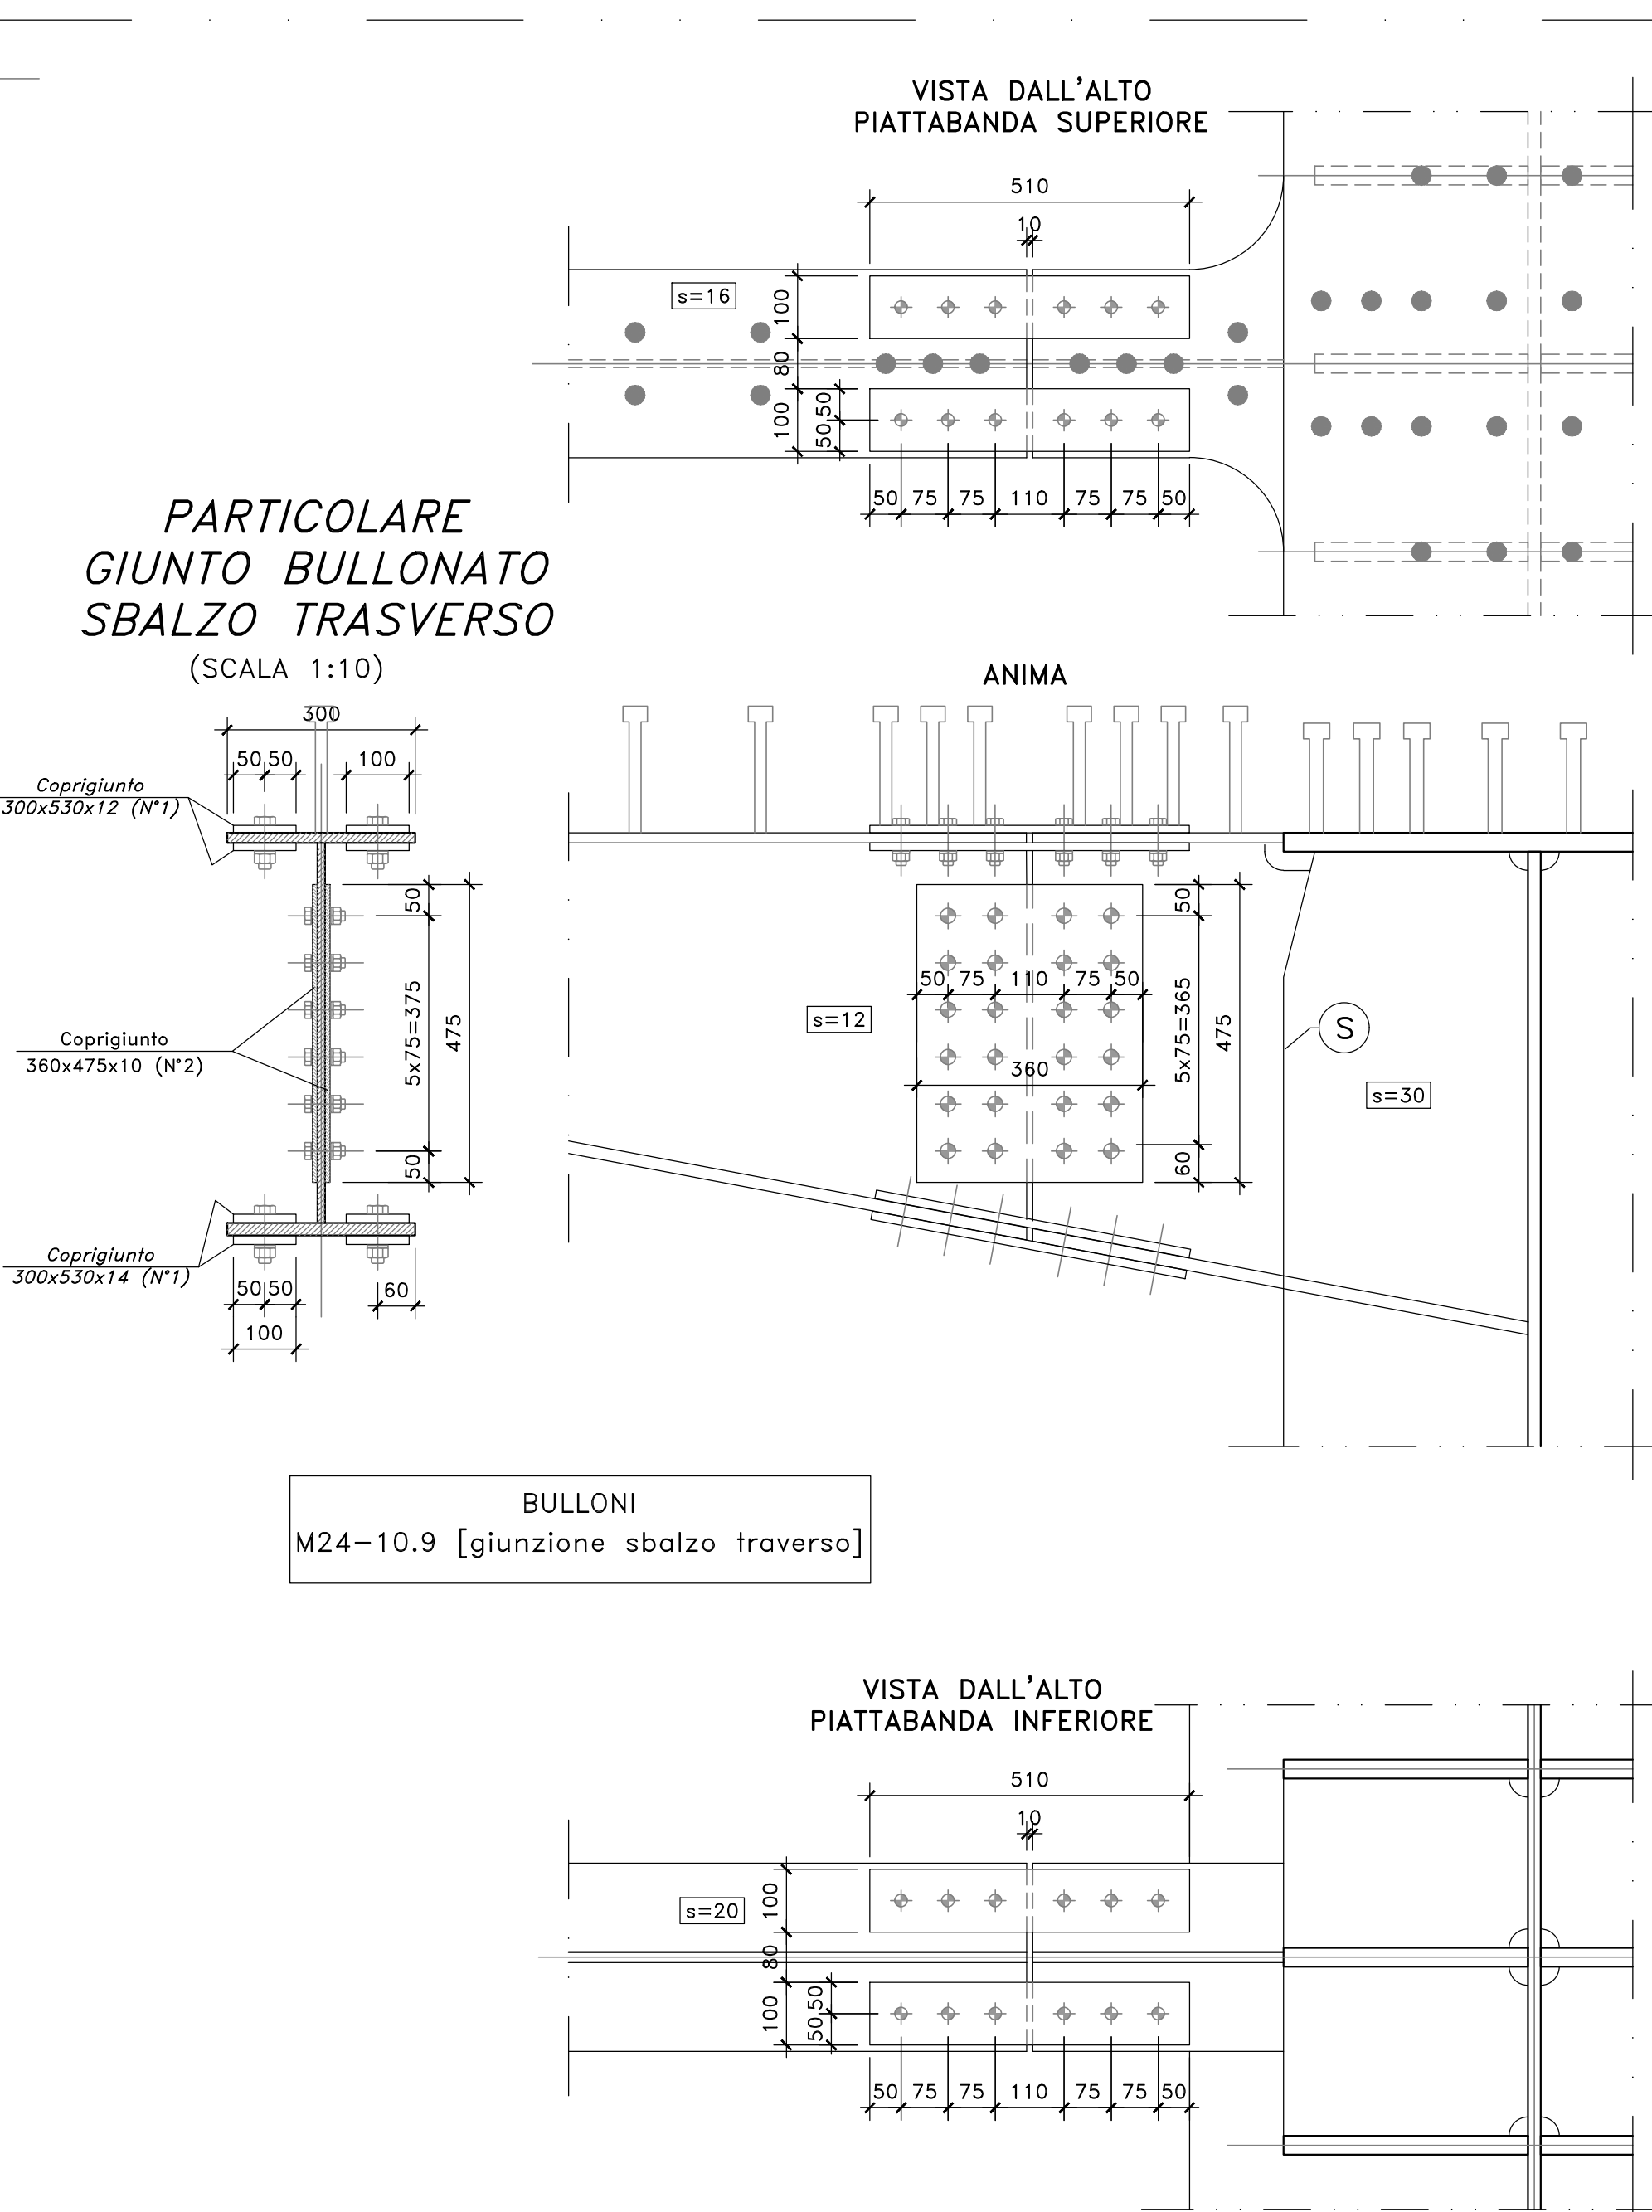 VISTA DALL'ALTO
PIATTABANDA SUPERIORE
510
10
s=16
100
80
100
50 50
50 75 75 110 75 75 50
PARTICOLARE
GIUNTO BULLONATO
SBALZO TRASVERSO
(SCALA 1:10)
300
50 50
100
Coprigiunto
300x530x12 (N°1)
50
5x75=375
475
50
Coprigiunto
360x475x10 (N°2)
Coprigiunto
300x530x14 (N°1)
50 50
60
100
ANIMA
50 75 110 75 50
360
s=12
50
5x75=365
475
60
S
s=30
BULLONI
M24-10.9 [giunzione sbalzo traverso]
VISTA DALL'ALTO
PIATTABANDA INFERIORE
510
10
s=20
100
80
100
50 50
50 75 75 110 75 75 50